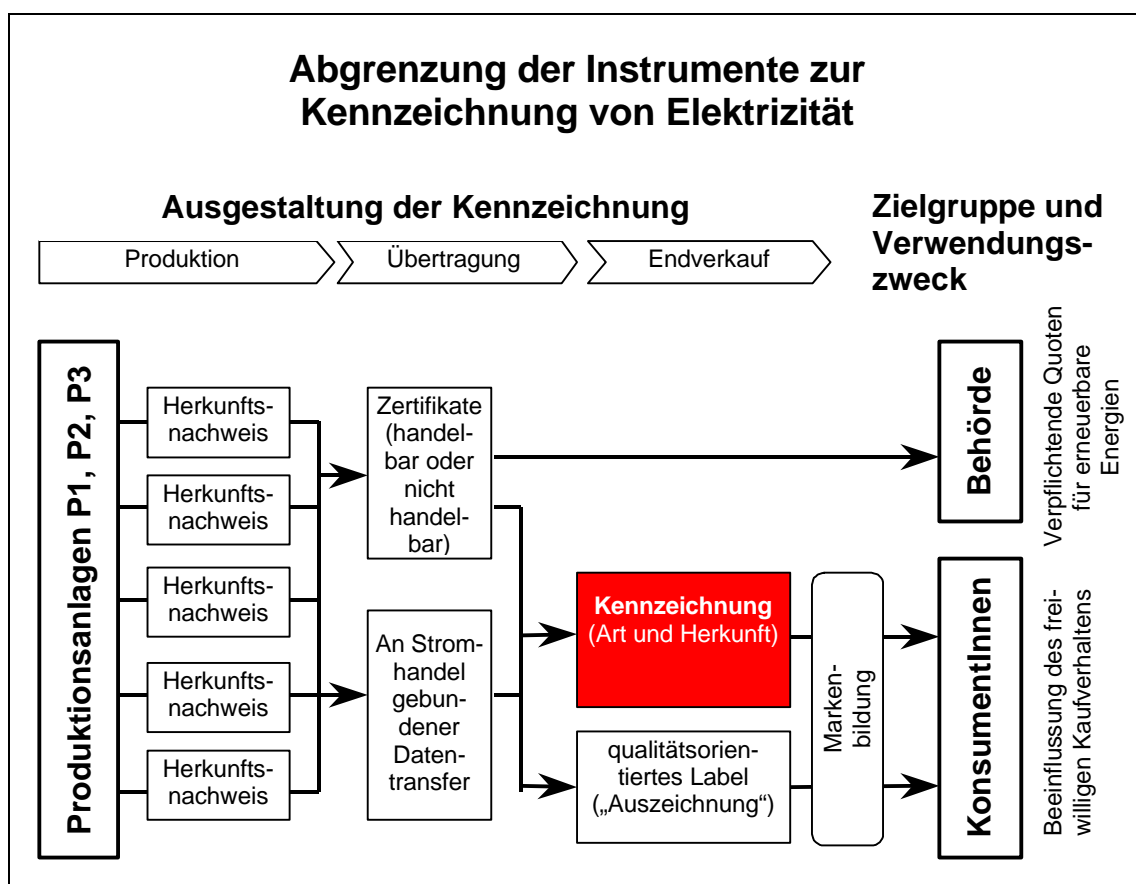 Abgrenzung der Instrumente zur
Kennzeichnung von Elektrizität
Ausgestaltung der Kennzeichnung
Zielgruppe und
Verwendungs-
zweck
Produktion
Übertragung
Endverkauf
Produktionsanlagen P1, P2, P3
Herkunfts-
nachweis
Herkunfts-
nachweis
Herkunfts-
nachweis
Herkunfts-
nachweis
Herkunfts-
nachweis
Zertifikate
(handel-
bar oder
nicht
handel-
bar)
An Strom-
handel
gebun-
dener
Daten-
transfer
Kennzeichnung
(Art und Herkunft)
qualitätsorien-
tiertes Label
(„Auszeichnung“)
Marken-
bildung
Behörde
Verpflichtende Quoten
für erneuerbare
Energien
KonsumentInnen
Beeinflussung des frei-
willigen Kaufverhaltens